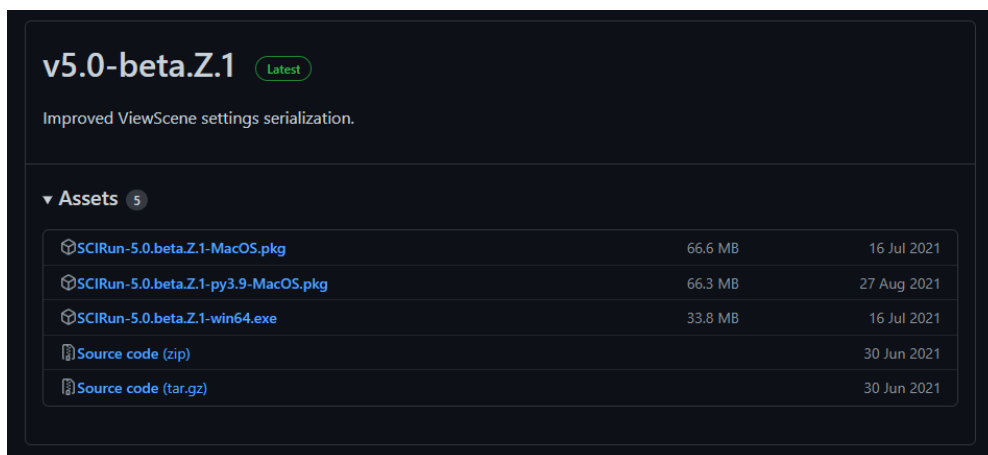 v5.0-beta.Z.1 Latest
Improved ViewScene settings serialization.
Assets 5
SCIRun-5.0.beta.Z.1-MacOS.pkg 66.6 MB 16 Jul 2021
SCIRun-5.0.beta.Z.1-py3.9-MacOS.pkg 66.3 MB 27 Aug 2021
SCIRun-5.0.beta.Z.1-win64.exe 33.8 MB 16 Jul 2021
Source code (zip) 30 Jun 2021
Source code (tar.gz) 30 Jun 2021